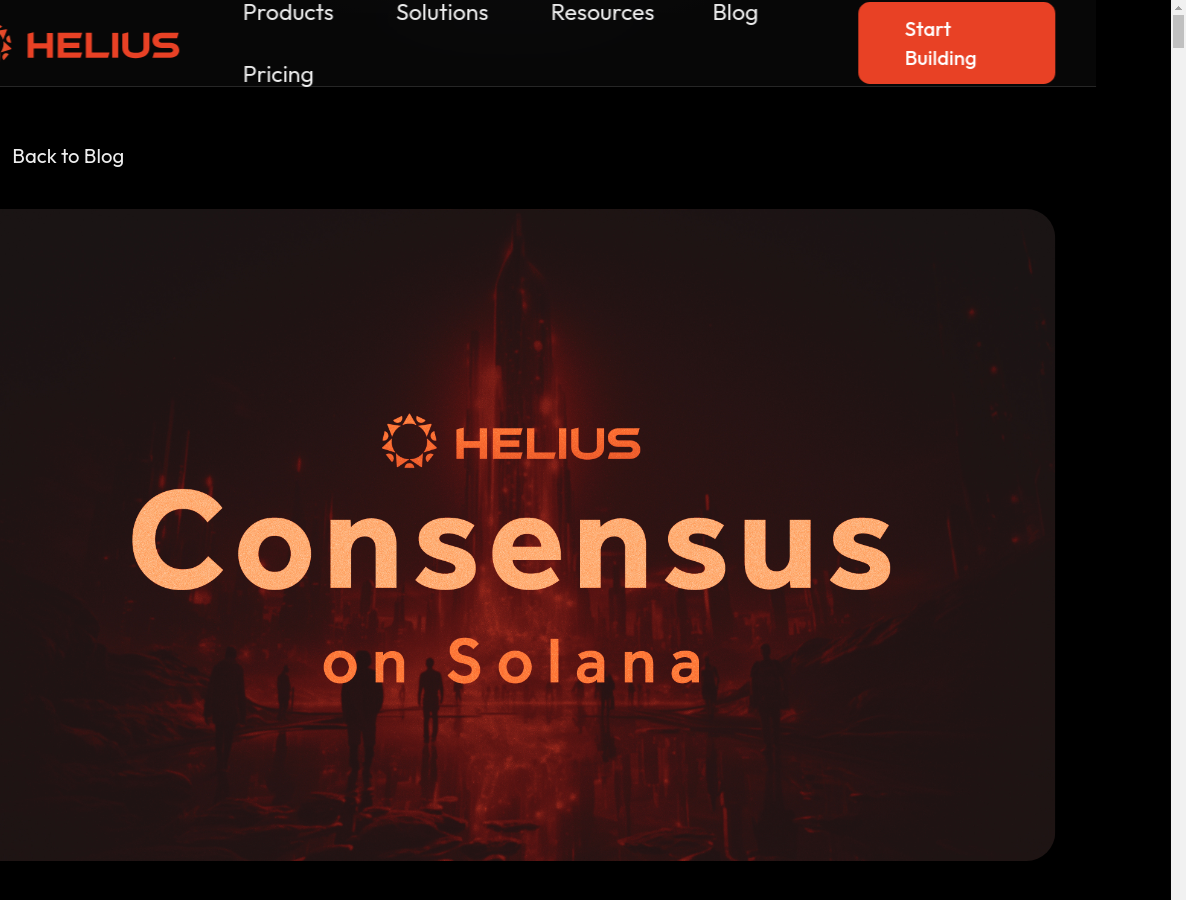 HELIUS
Products Solutions Resources Blog
Pricing
Start
Building
Back to Blog
HELIUS
Consensus
on Solana